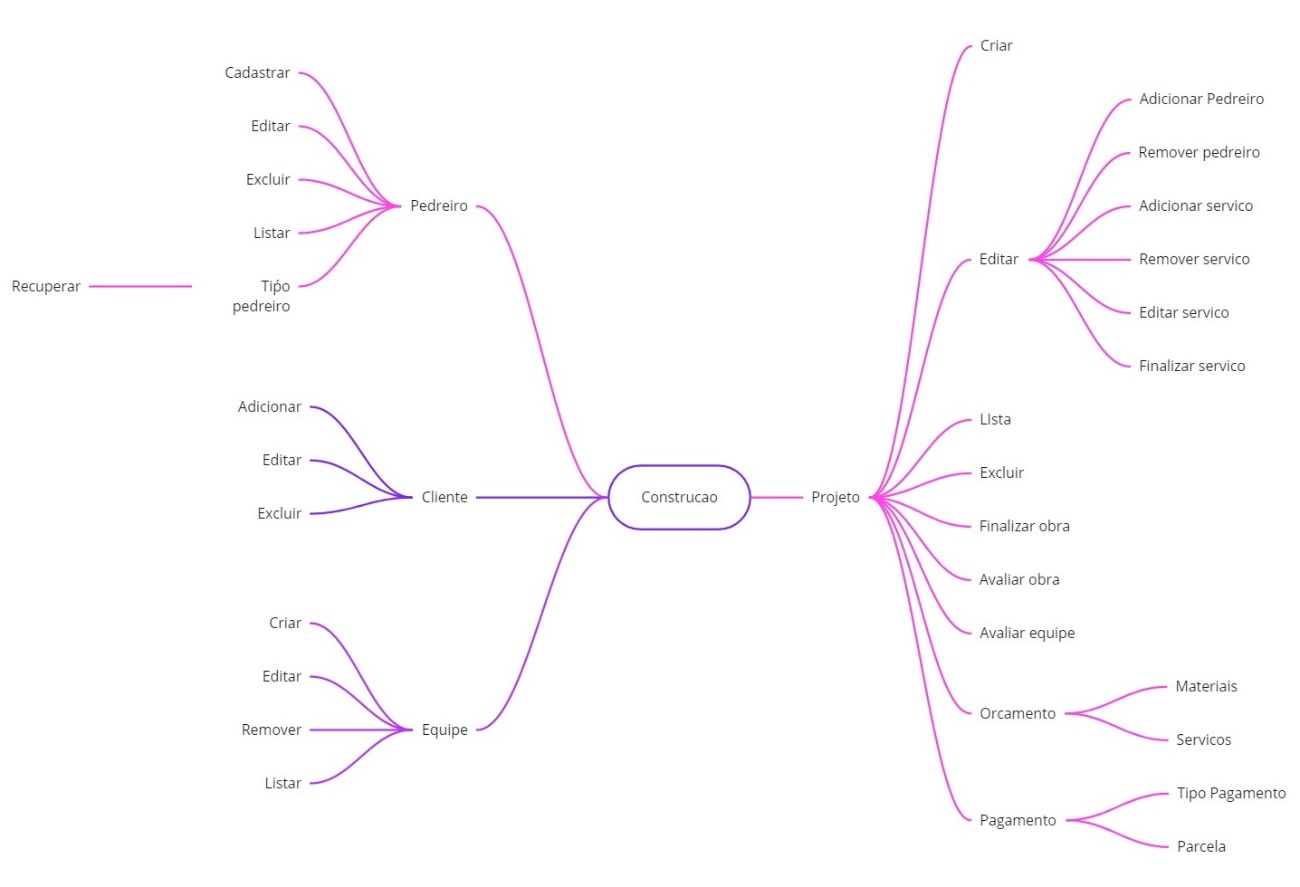 Construcao
Pedreiro
Cadastrar
Editar
Excluir
Listar
Tipo
pedreiro
Recuperar
Cliente
Adicionar
Editar
Excluir
Equipe
Criar
Editar
Remover
Listar
Projeto
Criar
Editar
Adicionar Pedreiro
Remover pedreiro
Adicionar servico
Remover servico
Editar servico
Finalizar servico
Lista
Excluir
Finalizar obra
Avaliar obra
Avaliar equipe
Orcamento
Materiais
Servicos
Pagamento
Tipo Pagamento
Parcela